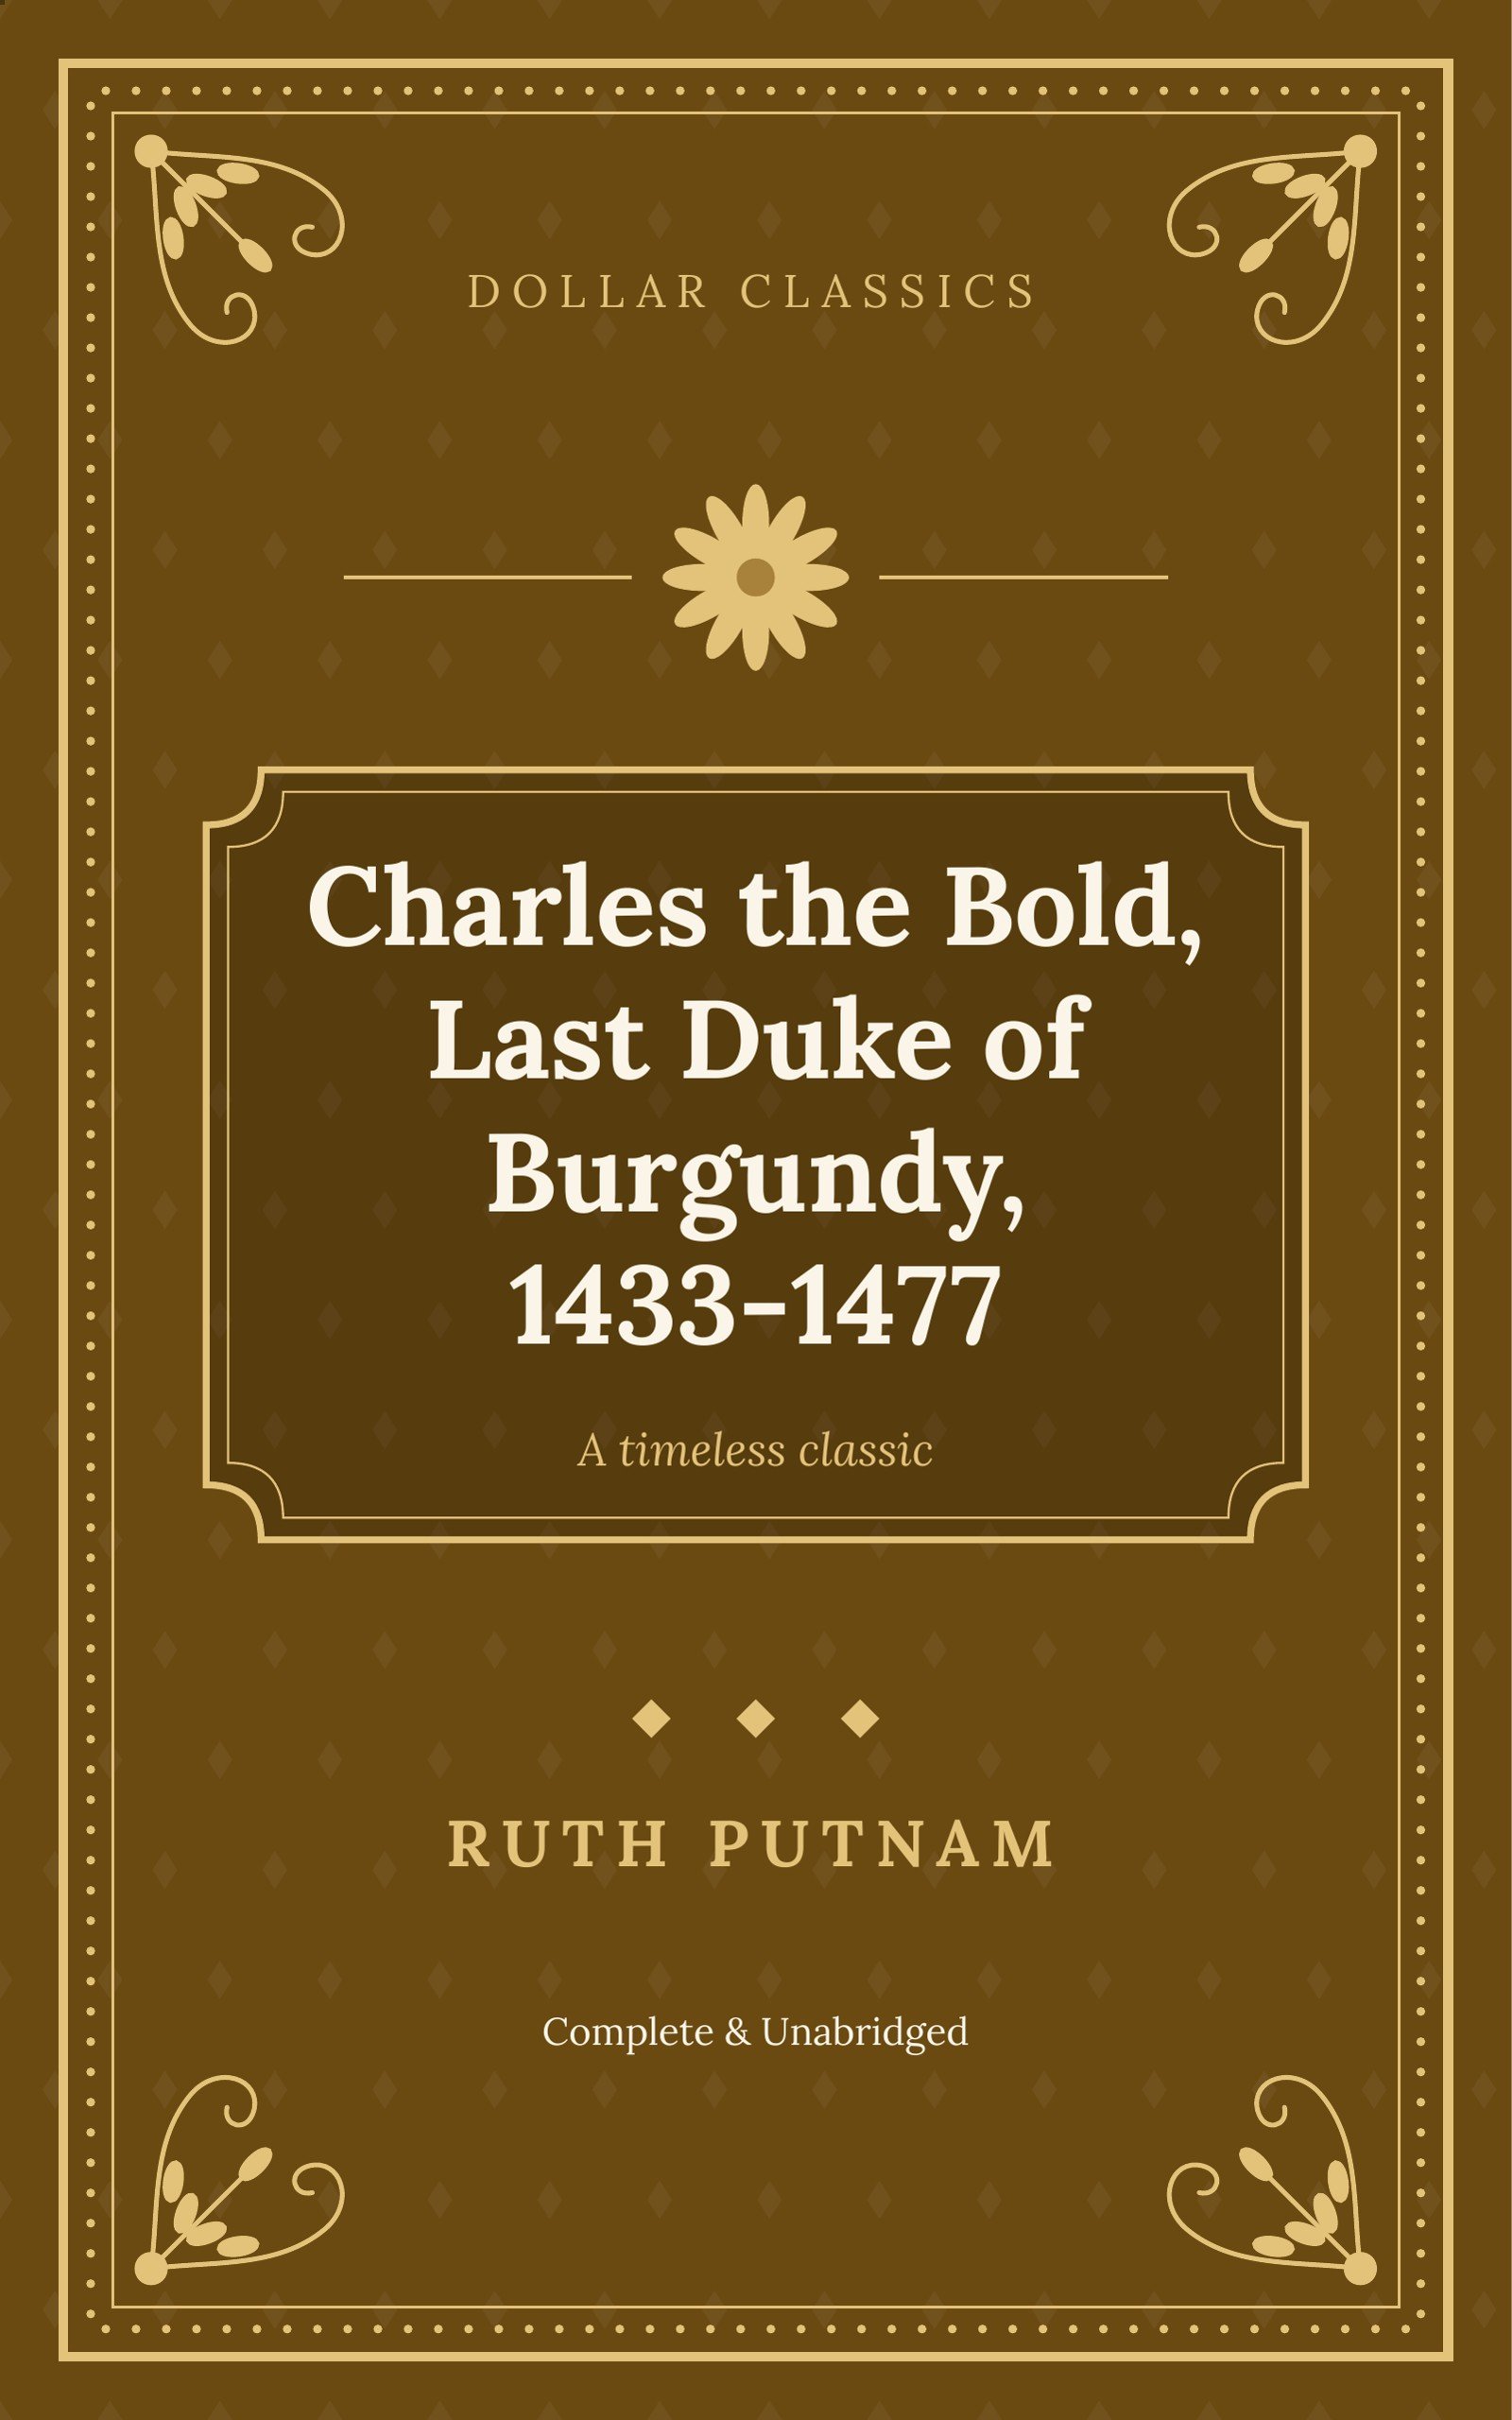 DOLLAR CLASSICS
Charles the Bold,
Last Duke of
Burgundy,
1433-1477
A timeless classic
RUTH PUTNAM
Complete & Unabridged